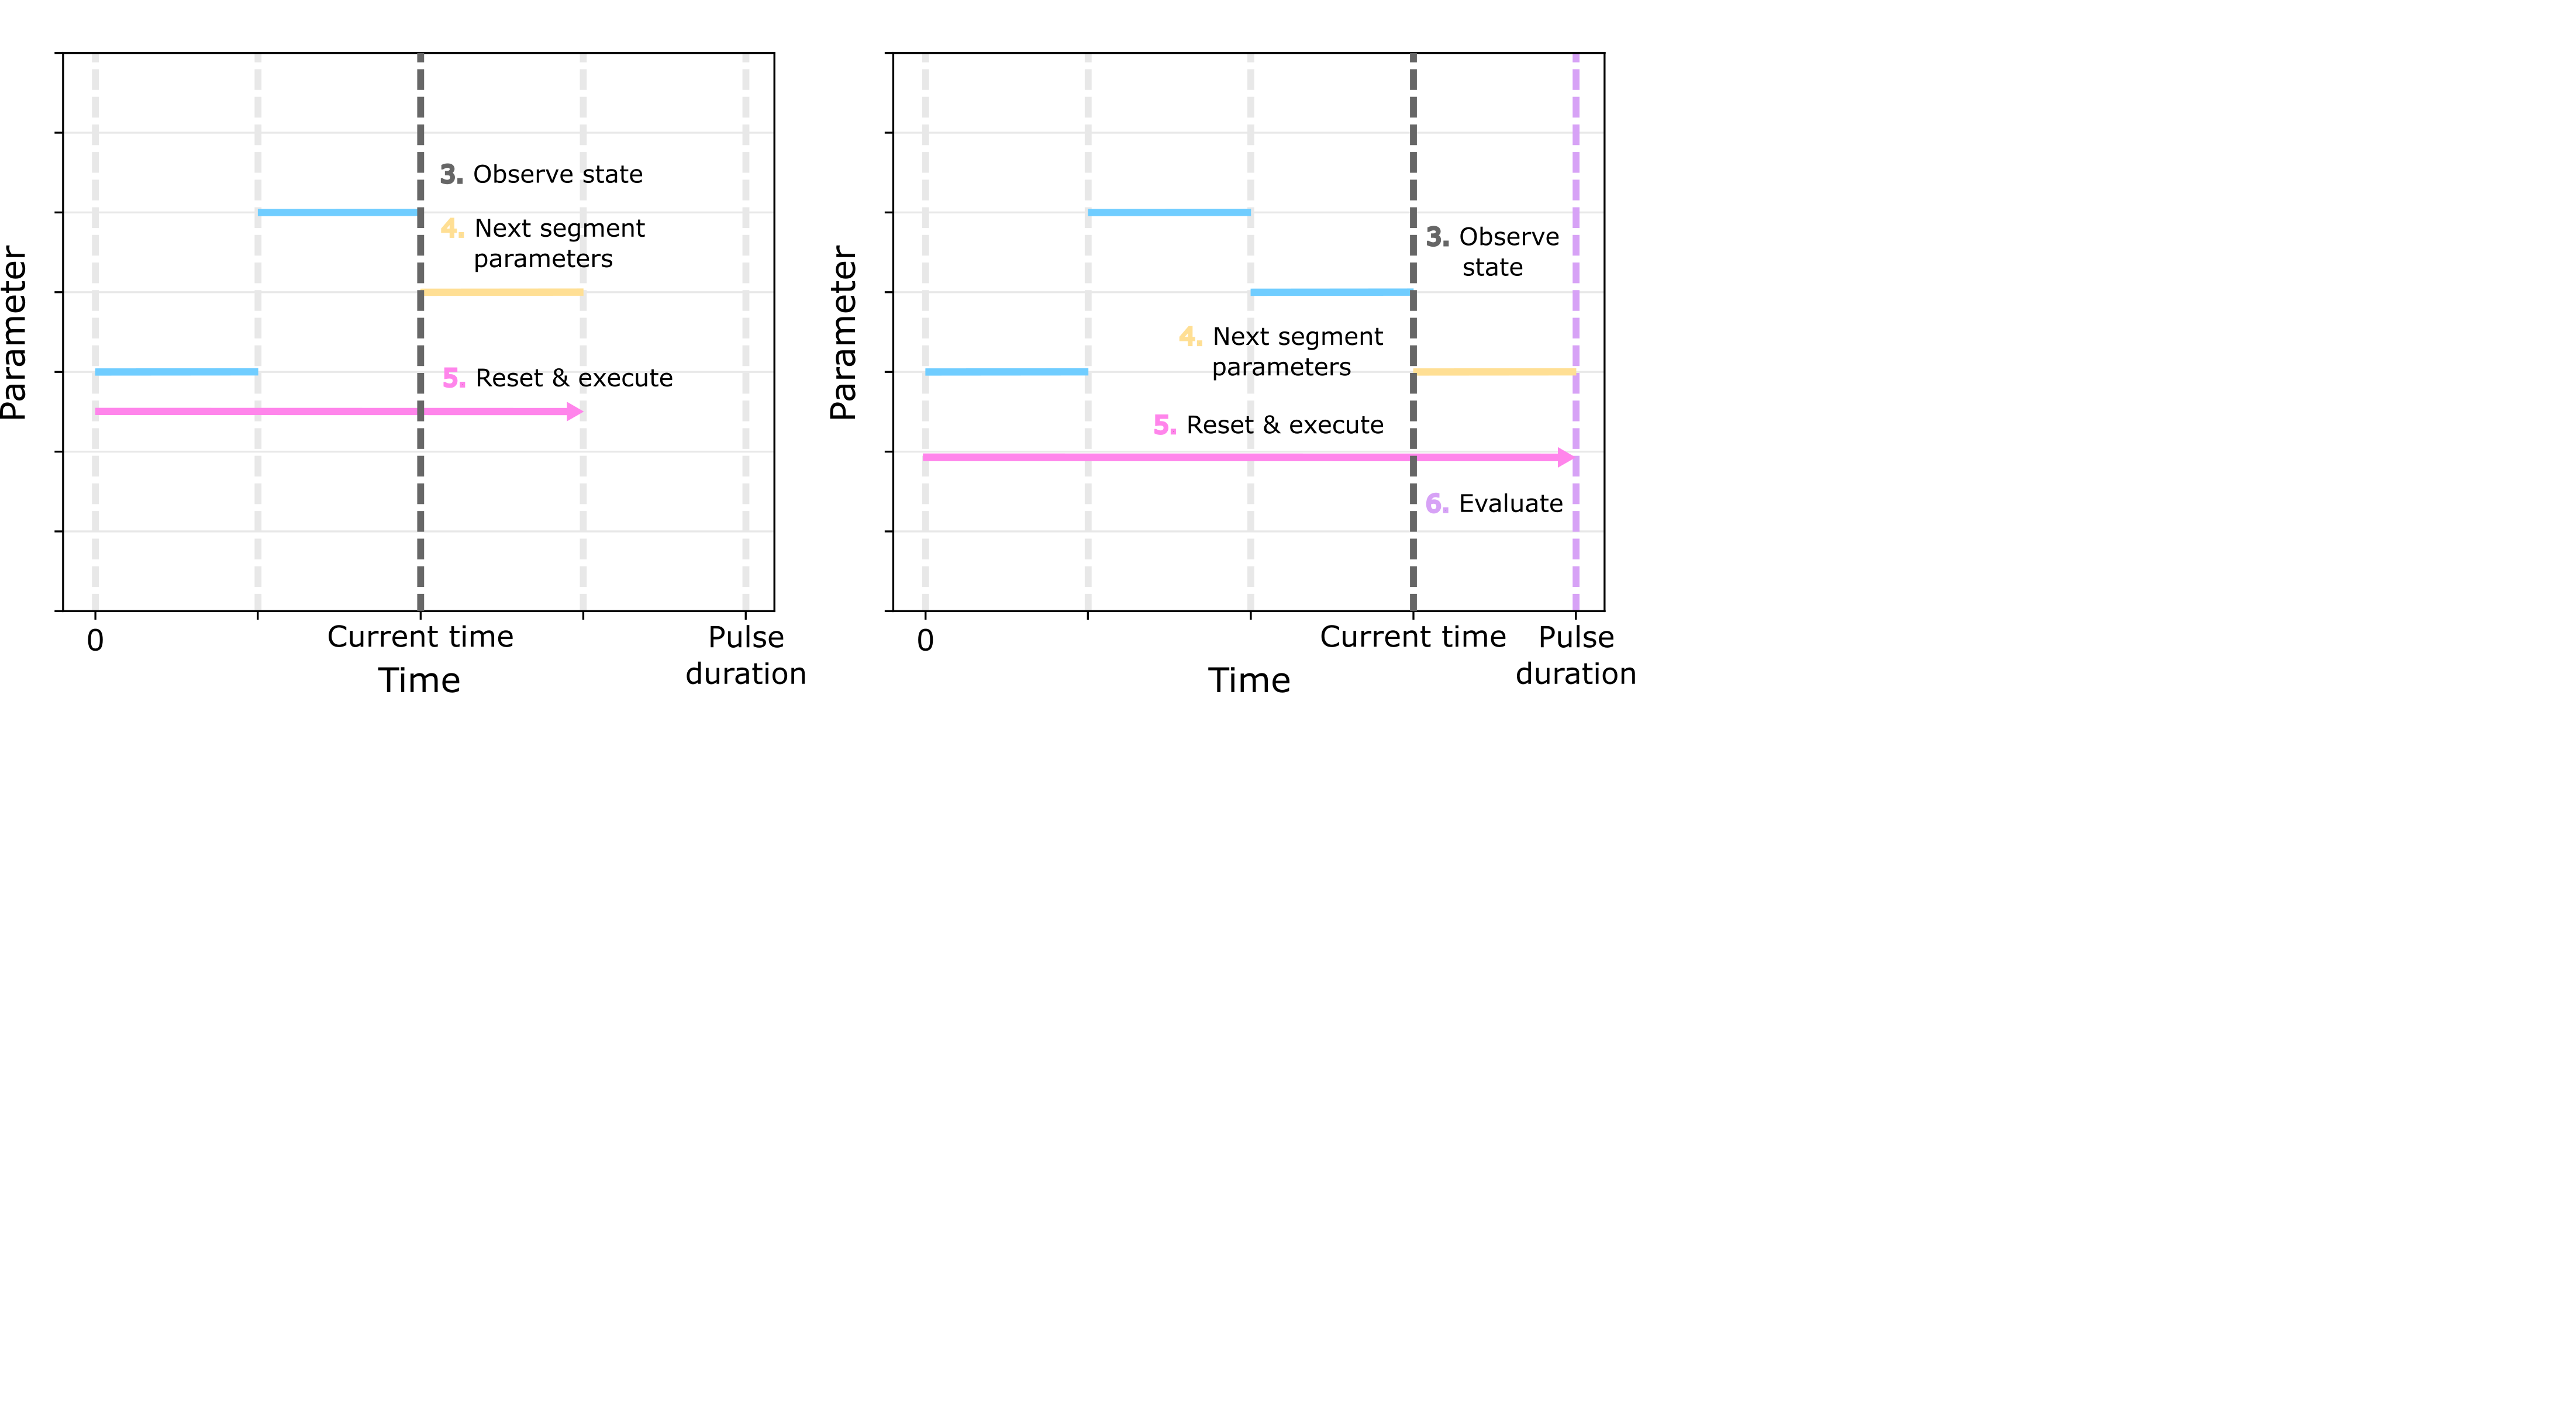 Parameter
3. Observe state
4. Next segment
parameters
5. Reset & execute
0
Current time
Pulse
duration
Time
Parameter
3. Observe
state
4. Next segment
parameters
5. Reset & execute
6. Evaluate
0
Current time
Pulse
duration
Time